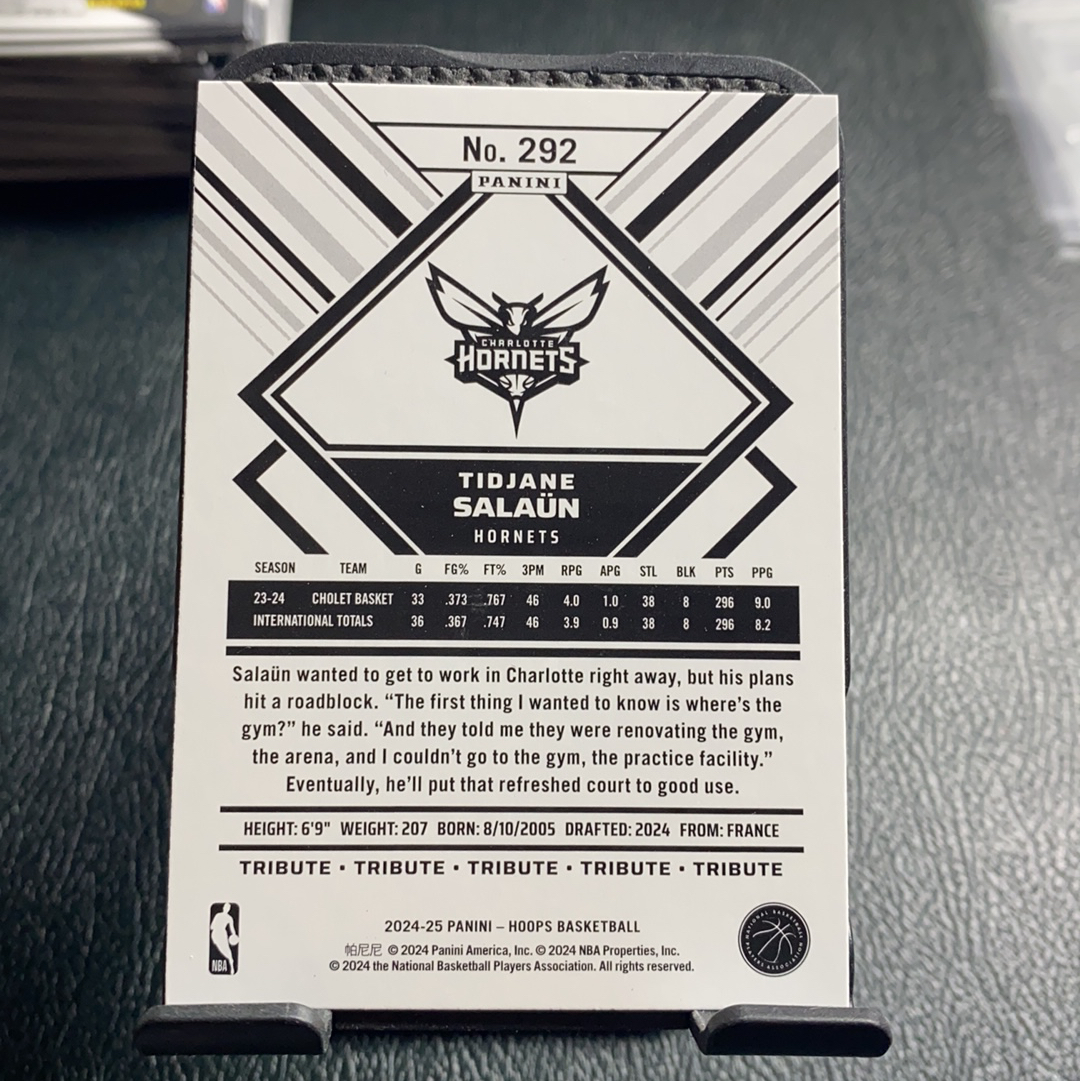 No. 292
PANINI
CHARLOTTE
HORNETS
TIDJANE
SALAÜN
HORNETS
SEASON TEAM G FG% FT% 3PM RPG APG STL BLK PTS PPG
23-24 CHOLET BASKET 33 .373 .767 46 4.0 1.0 38 8 296 9.0
INTERNATIONAL TOTALS 36 .367 .747 46 3.9 0.9 38 8 296 8.2
Salaün wanted to get to work in Charlotte right away, but his plans
hit a roadblock. “The first thing I wanted to know is where’s the
gym?” he said. “And they told me they were renovating the gym,
the arena, and I couldn’t go to the gym, the practice facility.”
Eventually, he’ll put that refreshed court to good use.
HEIGHT: 6'9" WEIGHT: 207 BORN: 8/10/2005 DRAFTED: 2024 FROM: FRANCE
TRIBUTE • TRIBUTE • TRIBUTE • TRIBUTE • TRIBUTE
2024-25 PANINI – HOOPS BASKETBALL
帕尼尼 © 2024 Panini America, Inc. © 2024 NBA Properties, Inc.
© 2024 the National Basketball Players Association. All rights reserved.
NBA
NATIONAL BASKETBALL PLAYERS ASSOCIATION